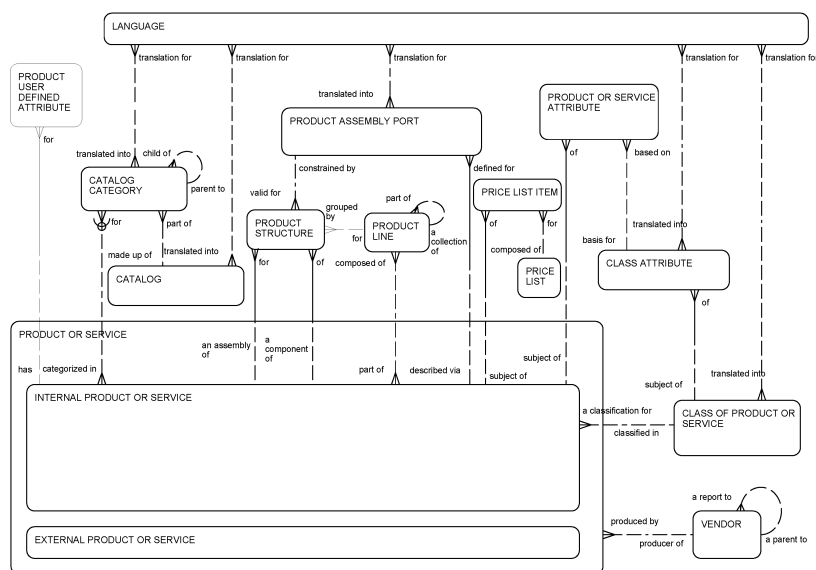 LANGUAGE
translation for
translation for
translation for
translation for
translation for
PRODUCT
USER
DEFINED
ATTRIBUTE
for
translated into
PRODUCT ASSEMBLY PORT
PRODUCT OR SERVICE
ATTRIBUTE
translated into
child of
parent to
constrained by
defined for
of
based on
CATALOG
CATEGORY
PRICE LIST ITEM
valid for
grouped
by
part of
for
part of
PRODUCT
STRUCTURE
for
PRODUCT
LINE
a
collection
of
of
for
translated into
made up of
translated into
for
of
composed of
composed of
basis for
CLASS ATTRIBUTE
CATALOG
PRICE
LIST
of
PRODUCT OR SERVICE
an assembly
of
a
component
of
subject of
has
categorized in
part of
described via
subject of
subject of
translated into
INTERNAL PRODUCT OR SERVICE
a classification for
classified in
CLASS OF PRODUCT OR
SERVICE
a report to
produced by
producer of
VENDOR
a parent to
EXTERNAL PRODUCT OR SERVICE